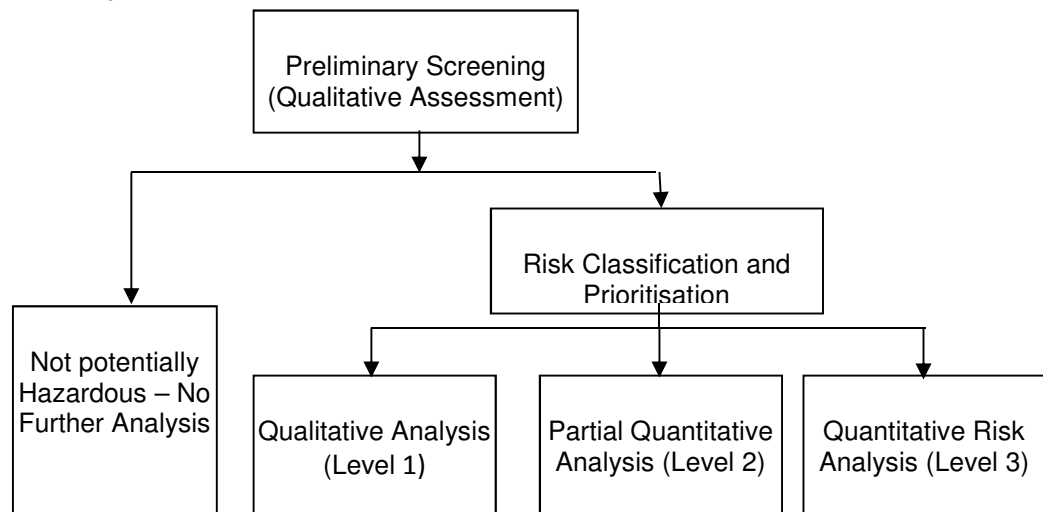 Preliminary Screening
(Qualitative Assessment)
Risk Classification and
Prioritisation
Not potentially
Hazardous – No
Further Analysis
Qualitative Analysis
(Level 1)
Partial Quantitative
Analysis (Level 2)
Quantitative Risk
Analysis (Level 3)